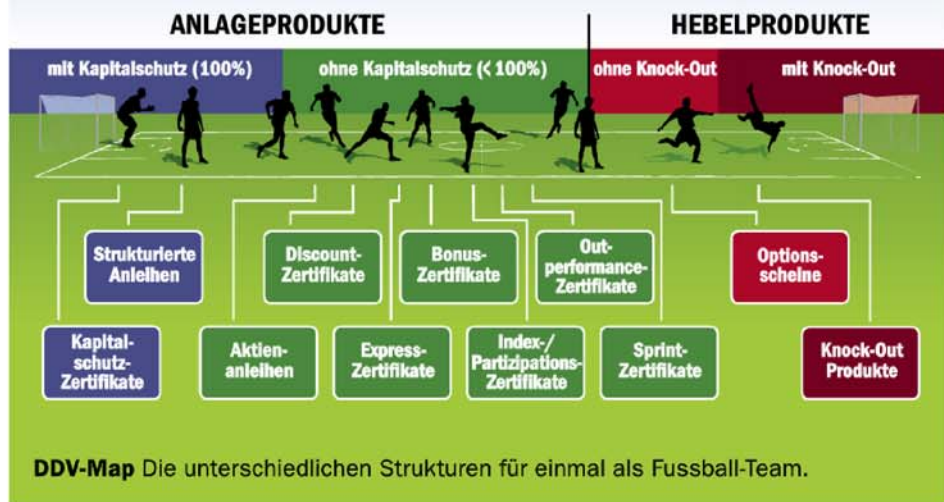 ANLAGEPRODUKTE
HEBELPRODUKTE
mit Kapitalschutz (100%)
ohne Kapitalschutz (< 100%)
ohne Knock-Out
mit Knock-Out
Strukturierte
Anleihen
Discount-
Zertifikate
Bonus-
Zertifikate
Out-
performance-
Zertifikate
Options-
scheine
Kapital-
schutz-
Zertifikate
Aktien-
anleihen
Express-
Zertifikate
Index-/
Partizipations-
Zertifikate
Sprint-
Zertifikate
Knock-Out
Produkte
DDV-Map Die unterschiedlichen Strukturen für einmal als Fussball-Team.